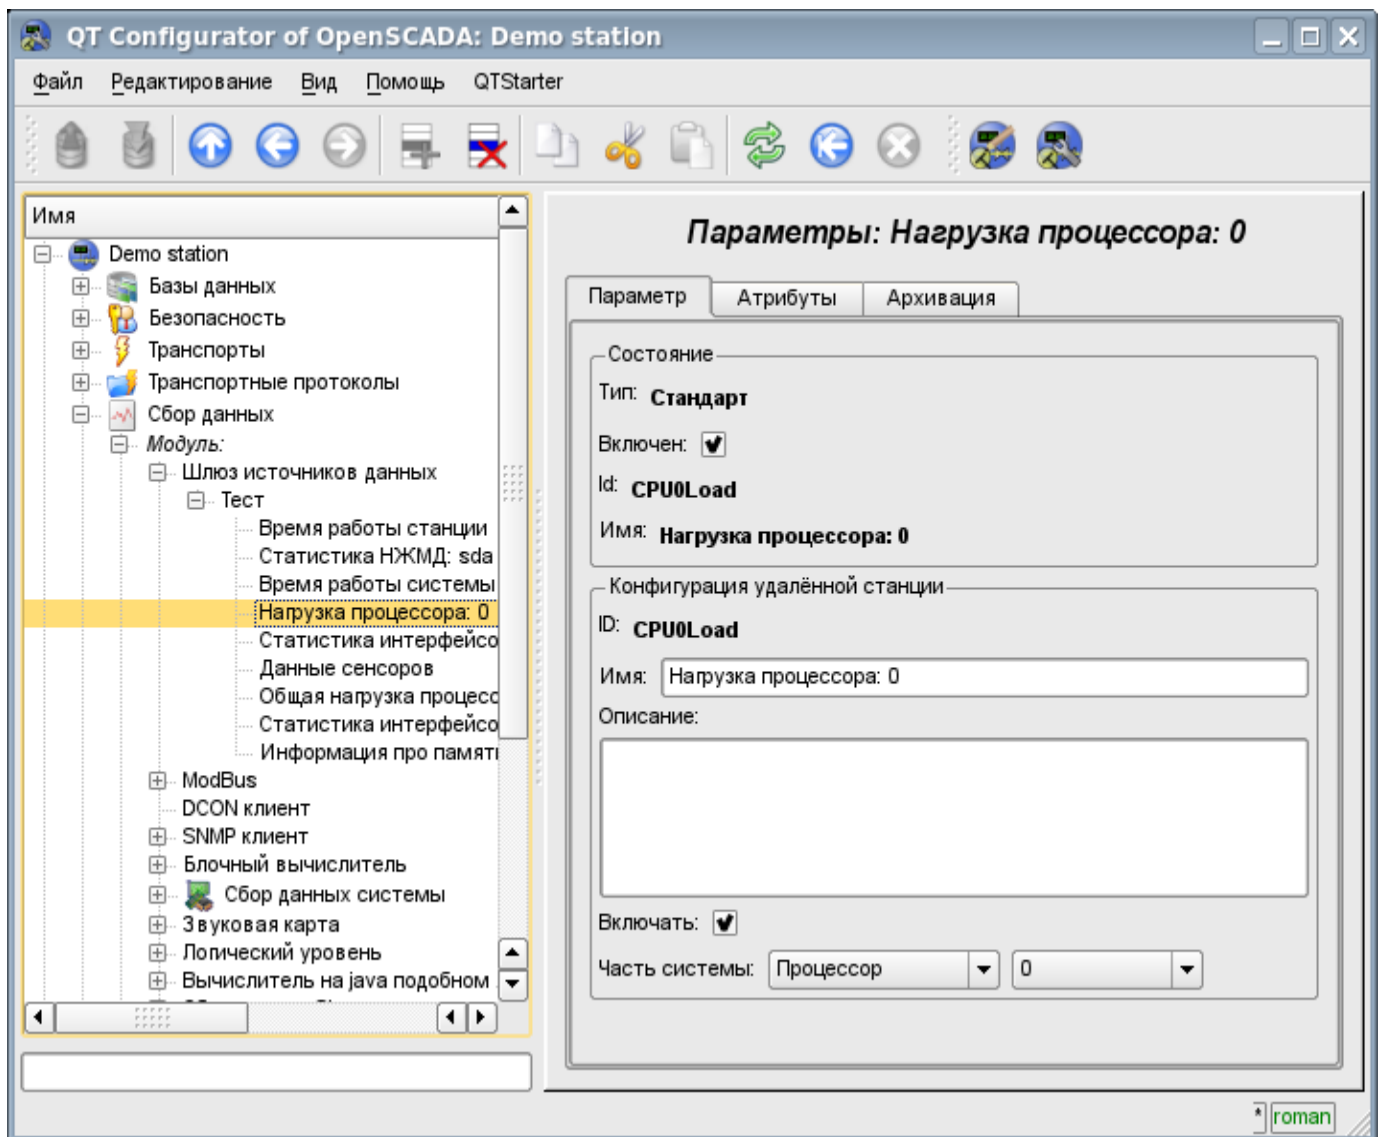 QT Configurator of OpenSCADA: Demo station
Файл Редактирование Вид Помощь QTStarter
Имя
Demo station
Базы данных
Безопасность
Транспорты
Транспортные протоколы
Сбор данных
Модуль:
Шлюз источников данных
Тест
Время работы станции
Статистика НЖМД: sda
Время работы системы
Нагрузка процессора: 0
Статистика интерфейсо
Данные сенсоров
Общая нагрузка процесс
Статистика интерфейсо
Информация про памят
ModBus
DCON клиент
SNMP клиент
Блочный вычислитель
Сбор данных системы
Звуковая карта
Логический уровень
Вычислитель на java подобном
Параметры: Нагрузка процессора: 0
Параметр Атрибуты Архивация
Состояние
Тип: Стандарт
Включен:
Id: CPU0Load
Имя: Нагрузка процессора: 0
Конфигурация удалённой станции
ID: CPU0Load
Имя: Нагрузка процессора: 0
Описание:
Включать:
Часть системы: Процессор 0
* roman